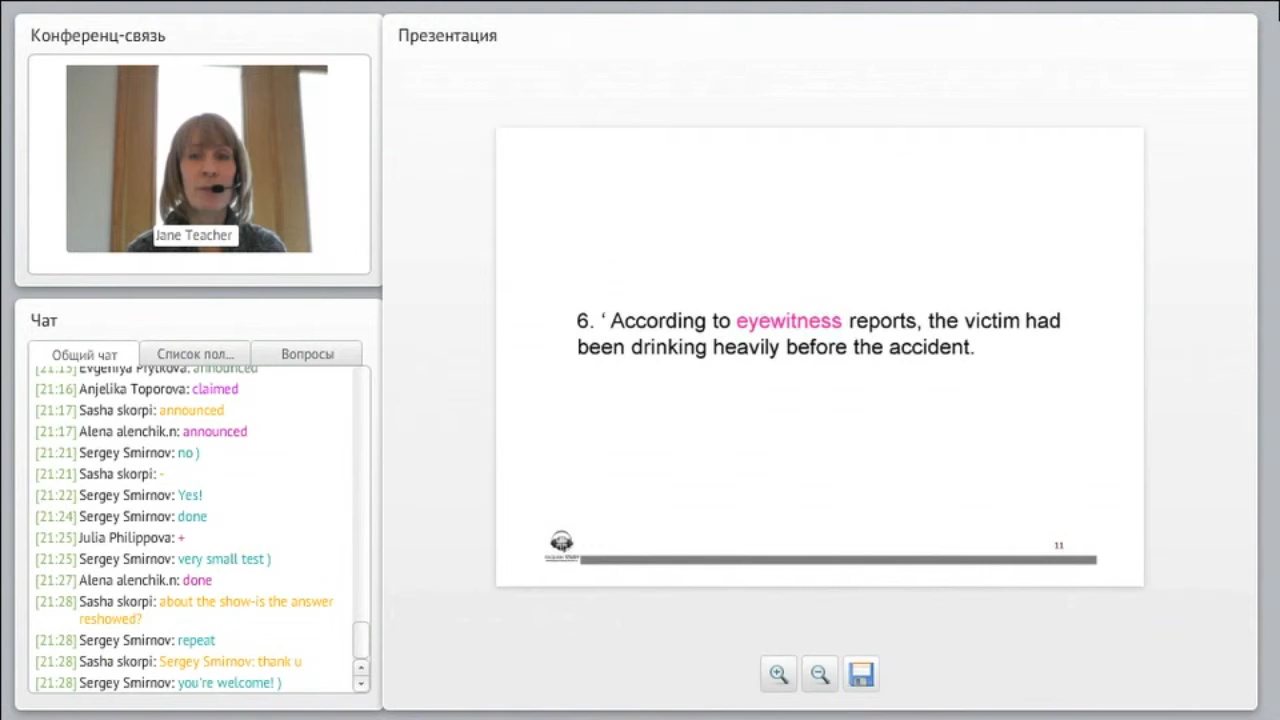 Конференц-связь
Jane Teacher
Чат
Общий чат
Список пол...
Вопросы
[21:15] Evgeniya Prytkova: announced
[21:16] Anjelika Toporova: claimed
[21:17] Sasha skorpi: announced
[21:17] Alena alenchik.n: announced
[21:21] Sergey Smirnov: no )
[21:21] Sasha skorpi: -
[21:22] Sergey Smirnov: Yes!
[21:24] Sergey Smirnov: done
[21:25] Julia Philippova: +
[21:25] Sergey Smirnov: very small test )
[21:27] Alena alenchik.n: done
[21:28] Sasha skorpi: about the show-is the answer
reshowed?
[21:28] Sergey Smirnov: repeat
[21:28] Sasha skorpi: Sergey Smirnov: thank u
[21:28] Sergey Smirnov: you're welcome! )
Презентация
6. ‘ According to eyewitness reports, the victim had
been drinking heavily before the accident.
11